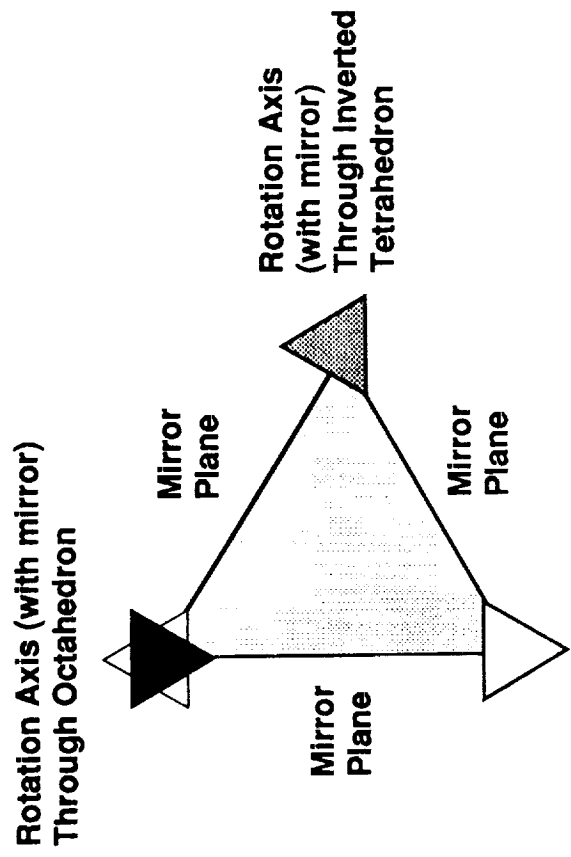 Rotation Axis (with mirror)
Through Octahedron
Mirror
Plane
Mirror
Plane
Rotation Axis
(with mirror)
Through Inverted
Tetrahedron
Mirror
Plane